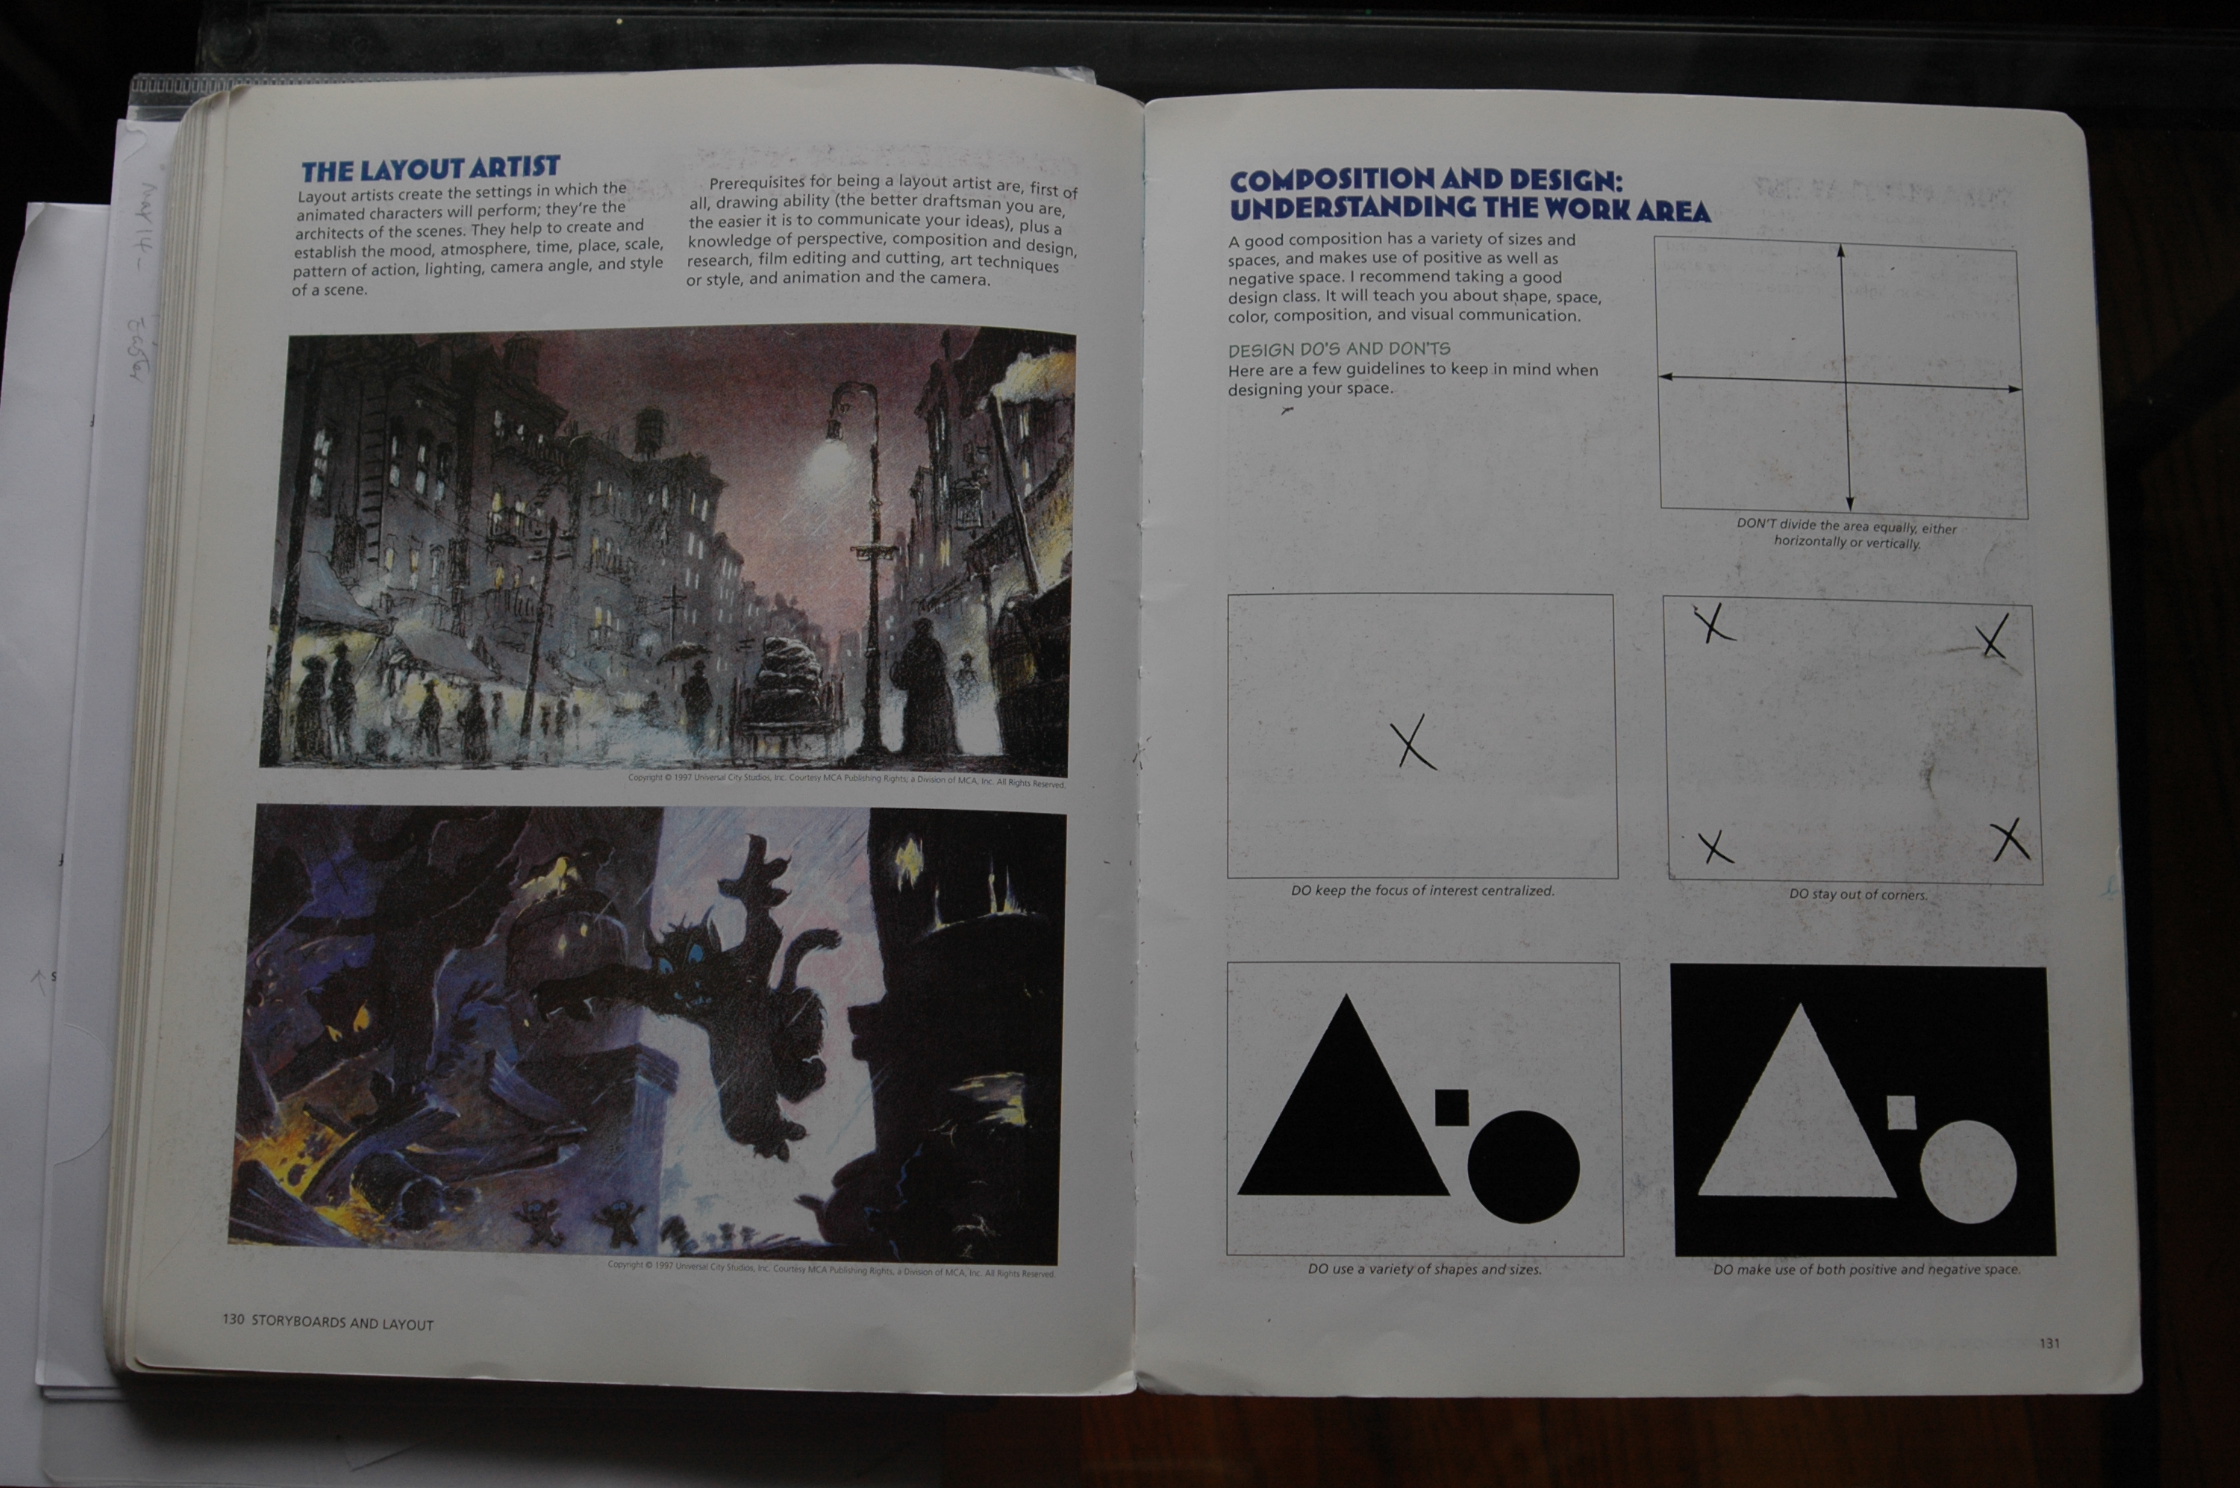 THE LAYOUT ARTIST
Layout artists create the settings in which the
animated characters will perform; they're the
architects of the scenes. They help to create and
establish the mood, atmosphere, time, place, scale,
pattern of action, lighting, camera angle, and style
of a scene.
Prerequisites for being a layout artist are, first of
all, drawing ability (the better draftsman you are,
the easier it is to communicate your ideas), plus a
knowledge of perspective, composition and design,
research, film editing and cutting, art techniques
or style, and animation and the camera.
Copyright © 1997 Universal City Studios, Inc. Courtesy MCA Publishing Rights, a Division of MCA, Inc. All Rights Reserved.
Copyright © 1997 Universal City Studios, Inc. Courtesy MCA Publishing Rights, a Division of MCA, Inc. All Rights Reserved.
130 STORYBOARDS AND LAYOUT
COMPOSITION AND DESIGN:
UNDERSTANDING THE WORK AREA
A good composition has a variety of sizes and
spaces, and makes use of positive as well as
negative space. I recommend taking a good
design class. It will teach you about shape, space,
color, composition, and visual communication.
DESIGN DO'S AND DON'TS
Here are a few guidelines to keep in mind when
designing your space.
DON'T divide the area equally, either
horizontally or vertically.
DO keep the focus of interest centralized.
DO stay out of corners.
DO use a variety of shapes and sizes.
DO make use of both positive and negative space.
131
Easter